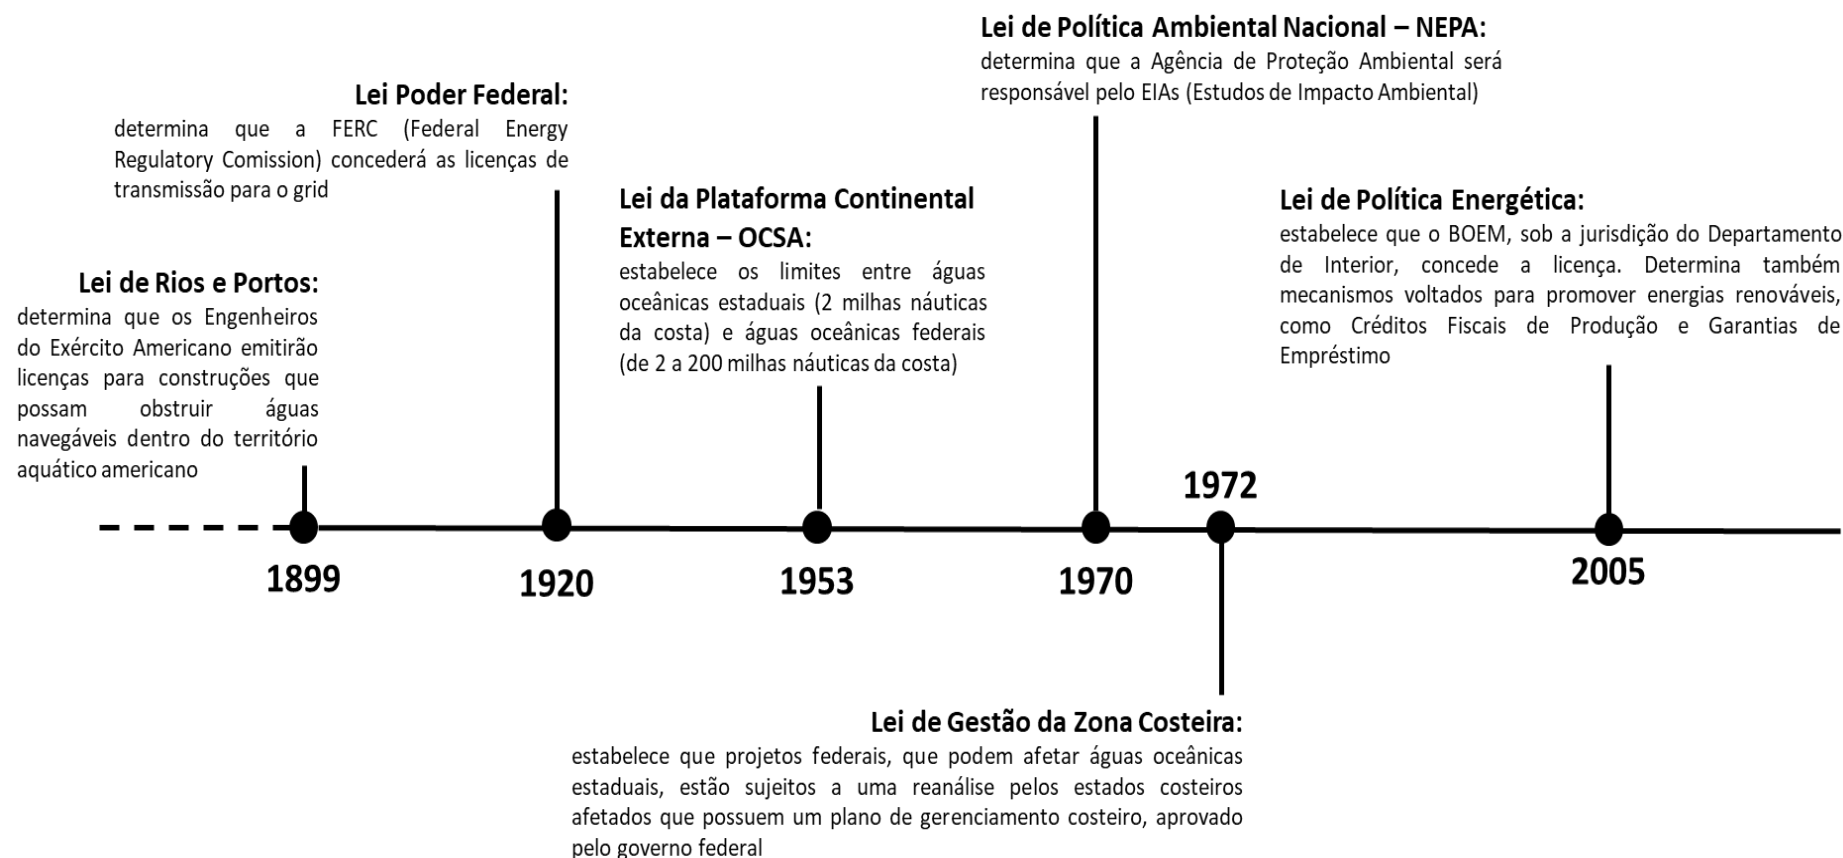 Lei de Política Ambiental Nacional – NEPA:
determina que a Agência de Proteção Ambiental será
responsável pelo EIAs (Estudos de Impacto Ambiental)
Lei Poder Federal:
determina que a FERC (Federal Energy
Regulatory Comission) concederá as licenças de
transmissão para o grid
Lei da Plataforma Continental
Externa – OCSA:
estabelece os limites entre águas
oceânicas estaduais (2 milhas náuticas
da costa) e águas oceânicas federais
(de 2 a 200 milhas náuticas da costa)
Lei de Política Energética:
estabelece que o BOEM, sob a jurisdição do Departamento
de Interior, concede a licença. Determina também
mecanismos voltados para promover energias renováveis,
como Créditos Fiscais de Produção e Garantias de
Empréstimo
Lei de Rios e Portos:
determina que os Engenheiros
do Exército Americano emitirão
licenças para construções que
possam obstruir águas
navegáveis dentro do território
aquático americano
1972
1899
1920
1953
1970
2005
Lei de Gestão da Zona Costeira:
estabelece que projetos federais, que podem afetar águas oceânicas
estaduais, estão sujeitos a uma reanálise pelos estados costeiros
afetados que possuem um plano de gerenciamento costeiro, aprovado
pelo governo federal